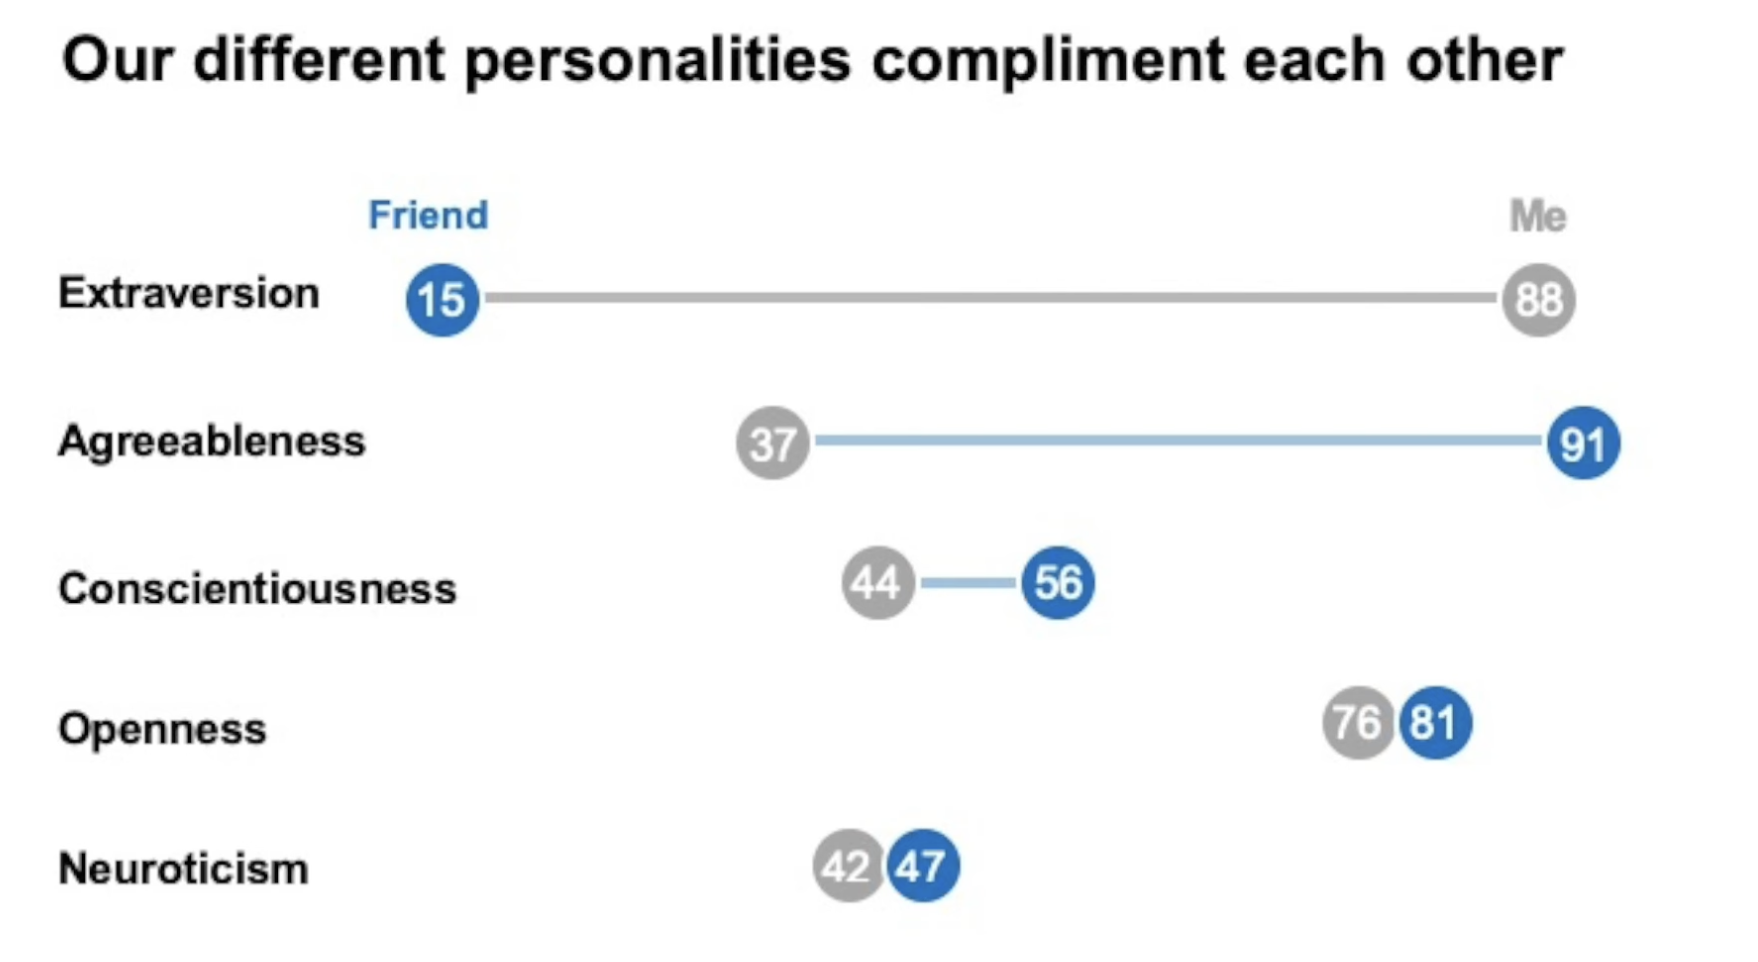 Our different personalities compliment each other
Friend Me
Extraversion 15 88
Agreeableness 37 91
Conscientiousness 44 56
Openness 76 81
Neuroticism 42 47